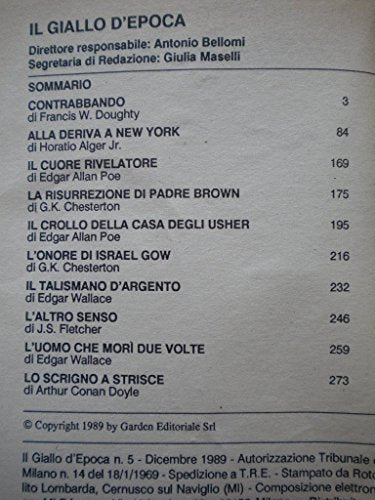 IL GIALLO D'EPOCA
Direttore responsabile: Antonio Bellomi
Segretaria di Redazione: Giulia Maselli
SOMMARIO
CONTRABBANDO 3
di Francis W. Doughty
ALLA DERIVA A NEW YORK 84
di Horatio Alger Jr.
IL CUORE RIVELATORE 169
di Edgar Allan Poe
LA RISURREZIONE DI PADRE BROWN 175
di G.K. Chesterton
IL CROLLO DELLA CASA DEGLI USHER 195
di Edgar Allan Poe
L'ONORE DI ISRAEL GOW 216
di G.K. Chesterton
IL TALISMANO D'ARGENTO 232
di Edgar Wallace
L'ALTRO SENSO 246
di J.S. Fletcher
L'UOMO CHE MORÌ DUE VOLTE 259
di Edgar Wallace
LO SCRIGNO A STRISCE 273
di Arthur Conan Doyle
© Copyright 1989 by Garden Editoriale Srl
Il Giallo d'Epoca n. 5 - Dicembre 1989 - Autorizzazione Tribunale
Milano n. 14 del 18/1/1969 - Spedizione a T.R.E. - Stampato da Roto
lito Lombarda, Cernusco sul Naviglio (MI) - Composizione elettron